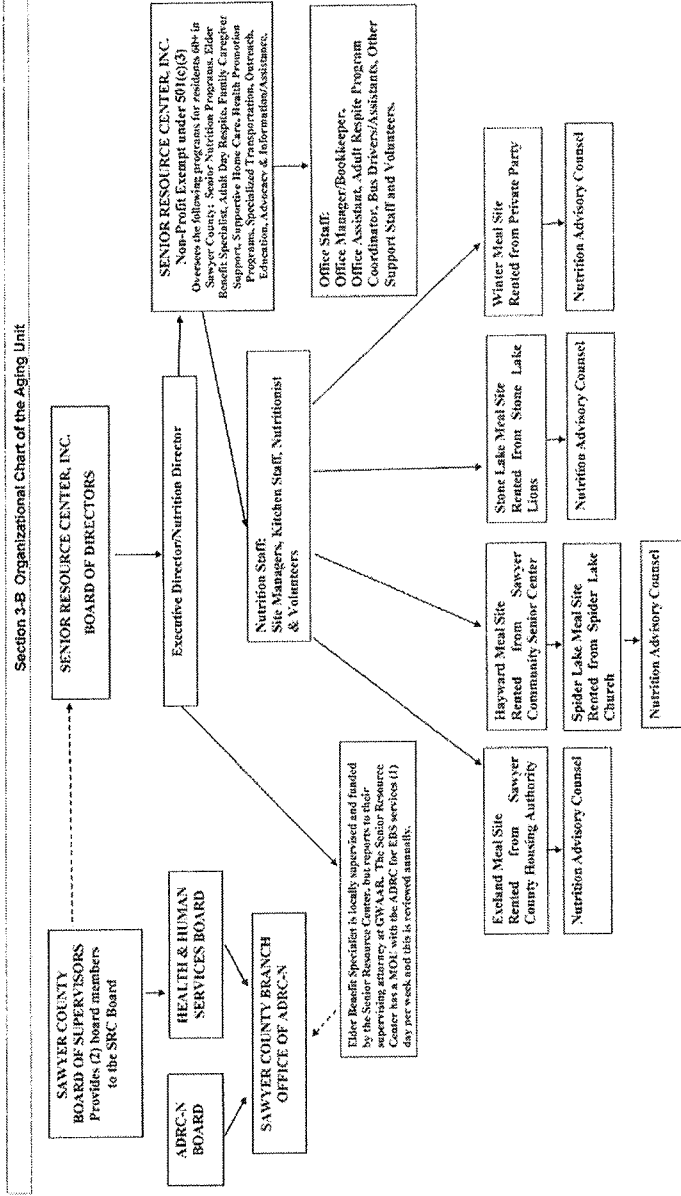 Section 3-B Organizational Chart of the Aging Unit
SAWYER COUNTY
BOARD OF SUPERVISORS
Provides (2) board members
to the SRC Board
SENIOR RESOURCE CENTER, INC.
BOARD OF DIRECTORS
ADRC-N
BOARD
HEALTH & HUMAN
SERVICES BOARD
Executive Director/Nutrition Director
SENIOR RESOURCE CENTER, INC.
Non-Profit Exempt under 501(c)(3)
Oversees the following programs for residents 60+ in
Sawyer County: Senior Nutrition Programs, Elder
Benefit Specialist, Adult Day Respite, Family Caregiver
Support, Supportive Home Care, Health Promotion
Programs, Specialized Transportation, Outreach,
Education, Advocacy & Information/Assistance.
SAWYER COUNTY BRANCH
OFFICE OF ADRC-N
Nutrition Staff:
Site Managers, Kitchen Staff, Nutritionist
& Volunteers
Office Staff:
Office Manager/Bookkeeper,
Office Assistant, Adult Respite Program
Coordinator, Bus Drivers/Assistants, Other
Support Staff and Volunteers.
Elder Benefit Specialist is locally supervised and funded
by the Senior Resource Center, but reports to their
supervising attorney at GWAAR. The Senior Resource
Center has a MOU with the ADRC for EBS services (1)
day per week and this is reviewed annually.
Exeland Meal Site
Rented from Sawyer
County Housing Authority
Nutrition Advisory Counsel
Hayward Meal Site
Rented from Sawyer
Community Senior Center
Spider Lake Meal Site
Rented from Spider Lake
Church
Nutrition Advisory Counsel
Stone Lake Meal Site
Rented from Stone Lake
Lions
Nutrition Advisory Counsel
Winter Meal Site
Rented from Private Party
Nutrition Advisory Counsel